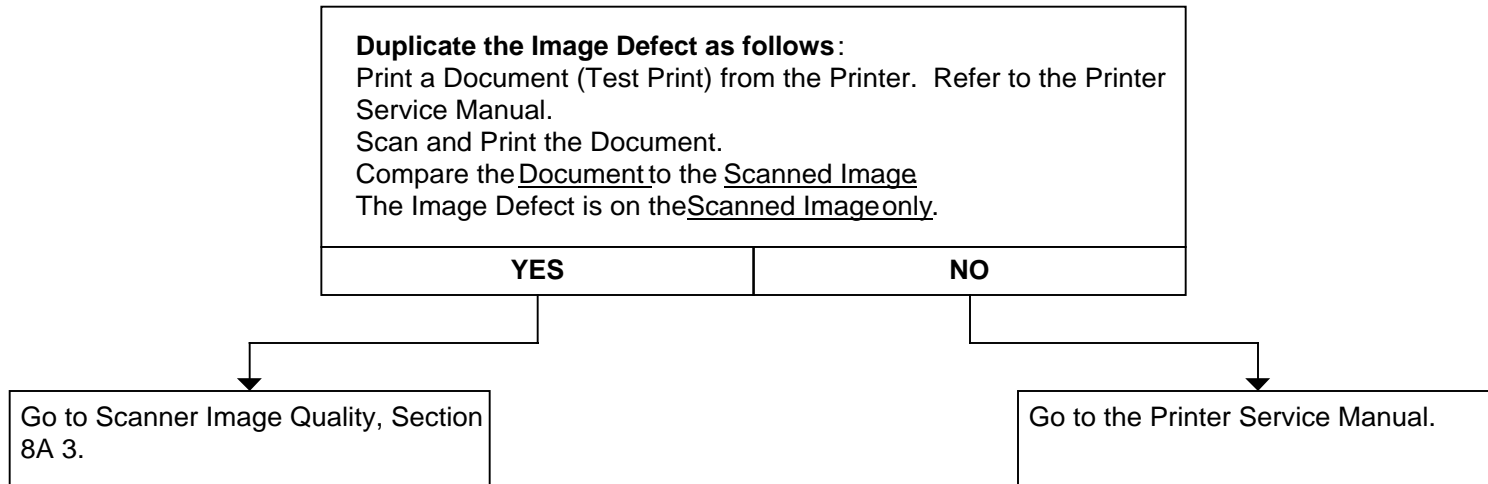 Duplicate the Image Defect as follows:
Print a Document (Test Print) from the Printer.  Refer to the Printer
Service Manual.
Scan and Print the Document.
Compare the Document to the Scanned Image.
The Image Defect is on the Scanned Image only.
YES
NO
Go to Scanner Image Quality, Section
8A 3.
Go to the Printer Service Manual.